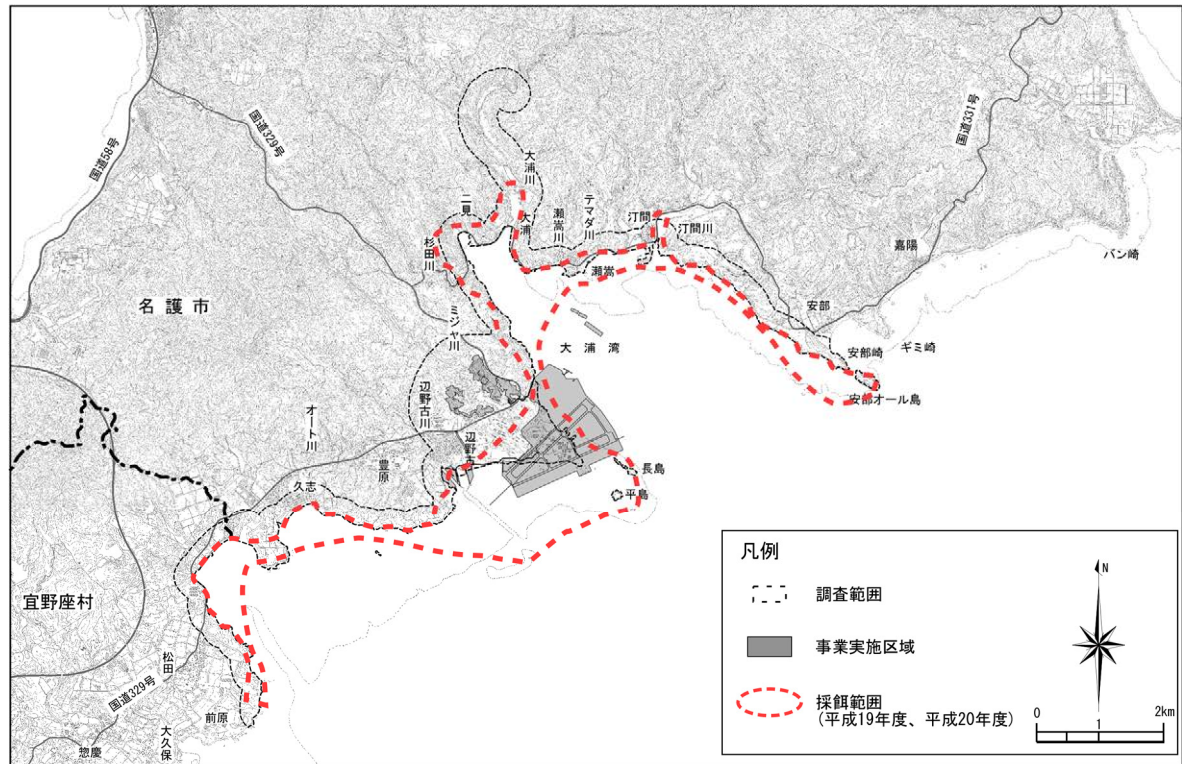 国道58号
国道329号
国道331号
大浦川
二見
大浦
瀬嵩川
テマダ川
汀間
汀間川
嘉陽
バン崎
杉田川
瀬嵩
名護市
ミジャ川
大浦湾
安部
安部崎
ギミ崎
安部オール島
辺野古川
辺野古
オート川
豊原
久志
長島
平島
宜野座村
松田
国道329号
前原
大久保
惣慶
凡例
調査範囲
事業実施区域
採餌範囲
(平成19年度、平成20年度)
N
0 1 2km